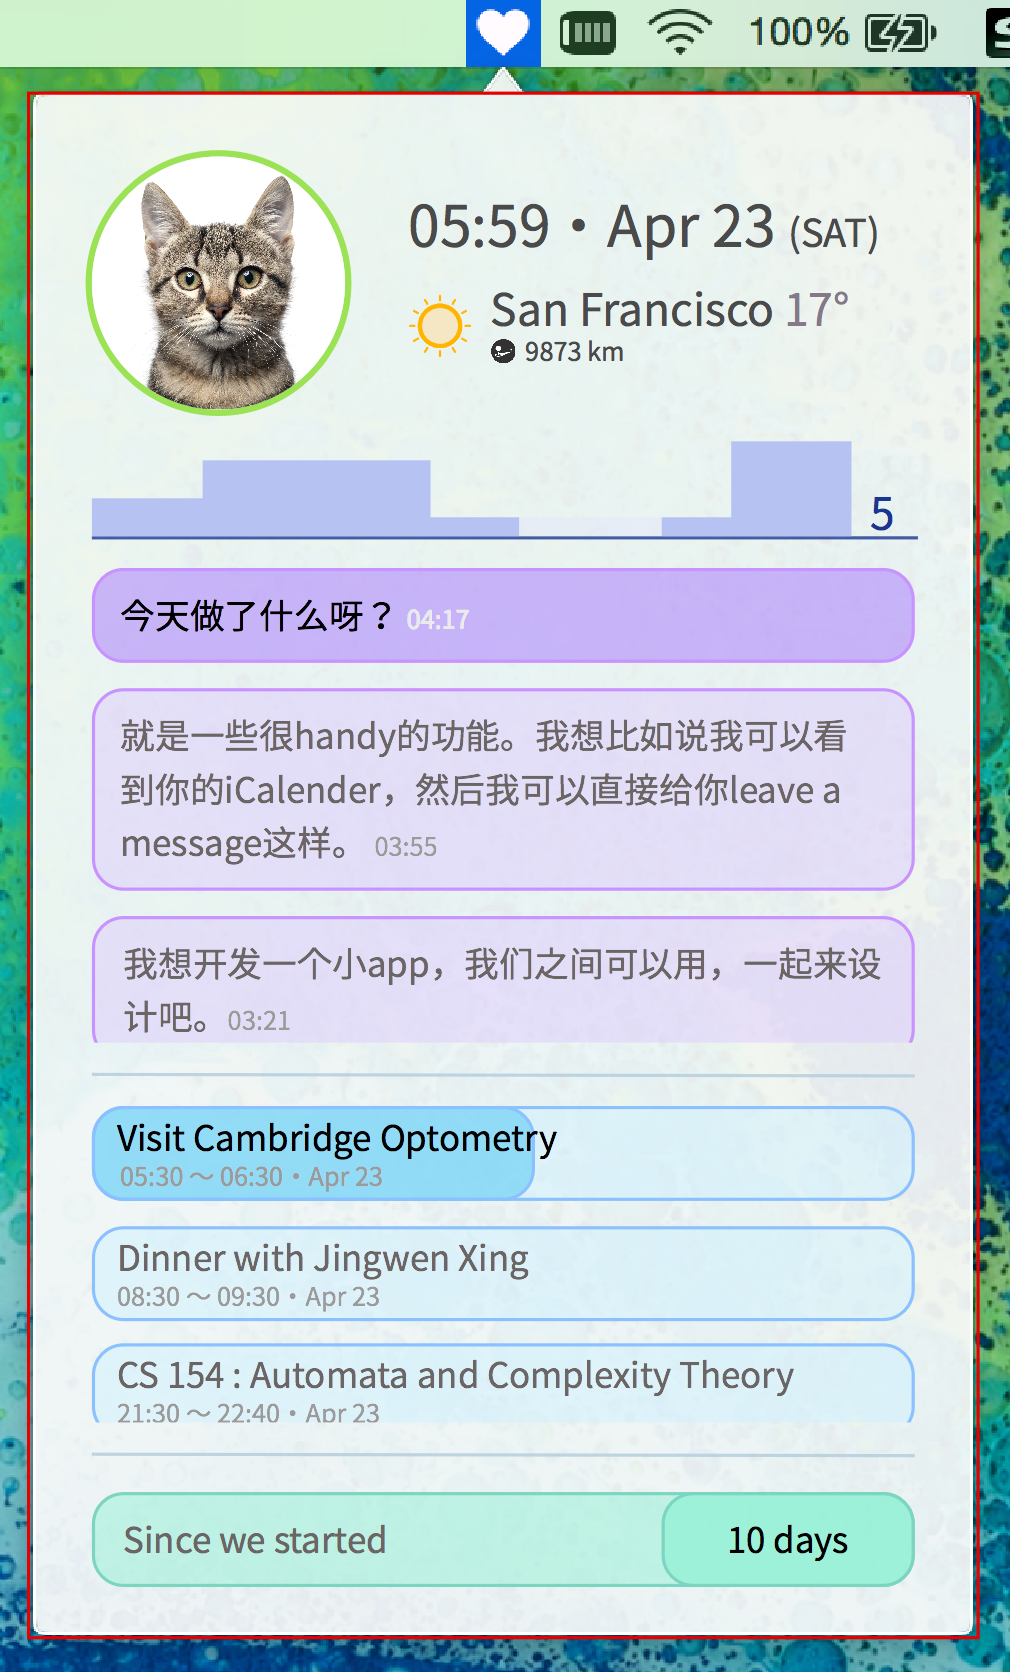 100%
S
05:59 · Apr 23 (SAT)
San Francisco 17°
9873 km
5
今天做了什么呀？ 04:17
就是一些很handy的功能。我想比如说我可以看
到你的iCalender，然后我可以直接给你leave a
message这样。 03:55
我想开发一个小app，我们之间可以用，一起来设
计吧。 03:21
Visit Cambridge Optometry
05:30 ～ 06:30 · Apr 23
Dinner with Jingwen Xing
08:30 ～ 09:30 · Apr 23
CS 154 : Automata and Complexity Theory
21:30 ～ 22:40 · Apr 23
Since we started
10 days